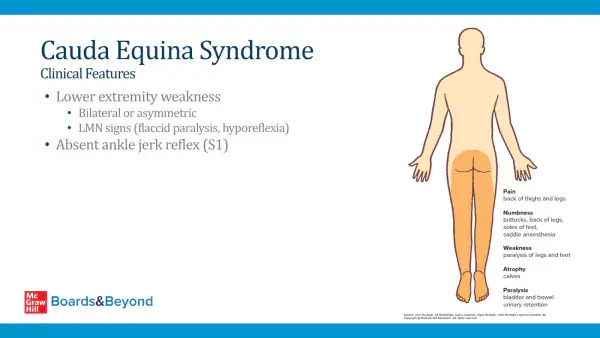 Cauda Equina Syndrome
Clinical Features
• Lower extremity weakness
• Bilateral or asymmetric
• LMN signs (flaccid paralysis, hyporeflexia)
• Absent ankle jerk reflex (S1)
Pain
back of thighs and legs
Numbness
buttocks, back of legs,
soles of feet,
saddle anaesthesia
Weakness
paralysis of legs and feet
Atrophy
calves
Paralysis
bladder and bowel
urinary retention
Mc
Graw
Hill
Boards&Beyond